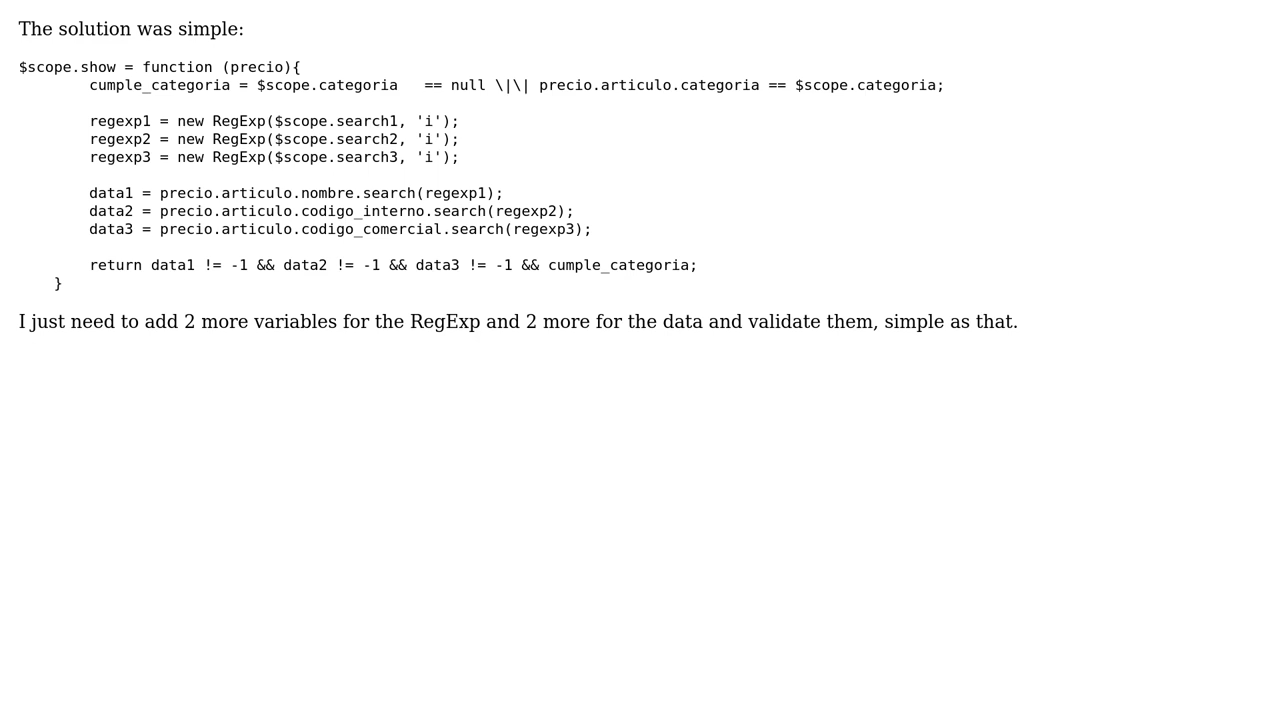 The solution was simple:
$scope.show = function (precio){
        cumple_categoria = $scope.categoria   == null \|\| precio.articulo.categoria == $scope.categoria;

        regexp1 = new RegExp($scope.search1, 'i');
        regexp2 = new RegExp($scope.search2, 'i');
        regexp3 = new RegExp($scope.search3, 'i');

        data1 = precio.articulo.nombre.search(regexp1);
        data2 = precio.articulo.codigo_interno.search(regexp2);
        data3 = precio.articulo.codigo_comercial.search(regexp3);

        return data1 != -1 && data2 != -1 && data3 != -1 && cumple_categoria;
    }
I just need to add 2 more variables for the RegExp and 2 more for the data and validate them, simple as that.